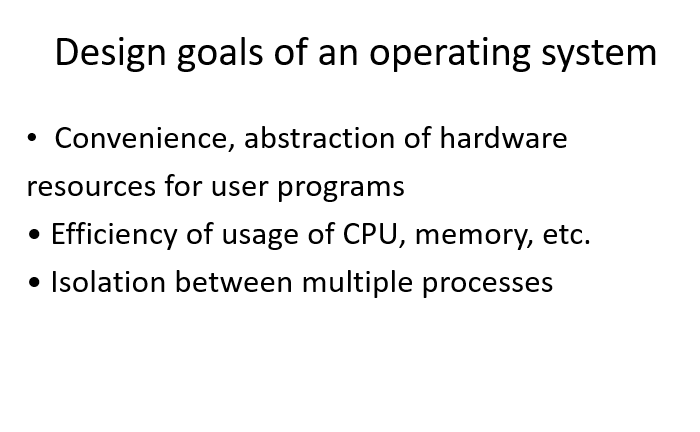 Design goals of an operating system
• Convenience, abstraction of hardware
resources for user programs
• Efficiency of usage of CPU, memory, etc.
• Isolation between multiple processes